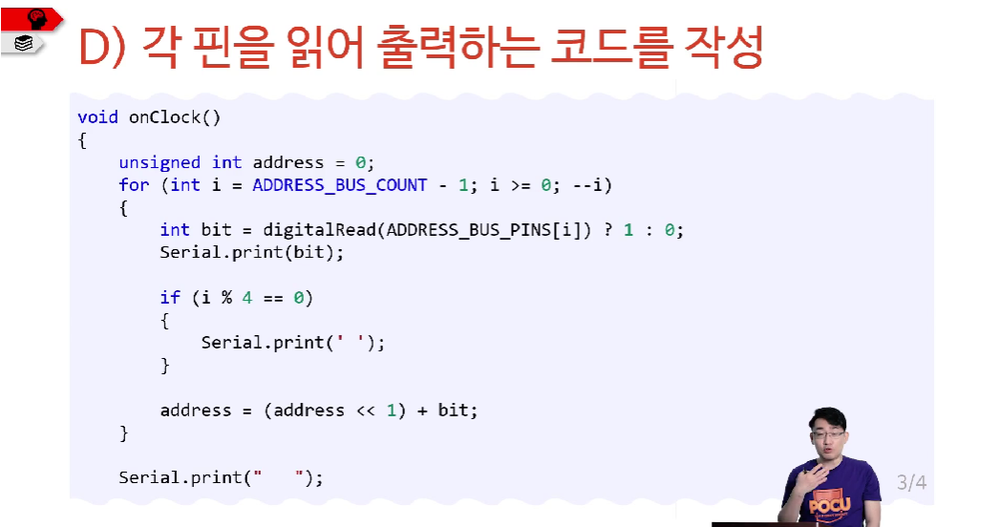 D) 각 핀을 읽어 출력하는 코드를 작성
void onClock()
{
    unsigned int address = 0;
    for (int i = ADDRESS_BUS_COUNT - 1; i >= 0; --i)
    {
        int bit = digitalRead(ADDRESS_BUS_PINS[i]) ? 1 : 0;
        Serial.print(bit);
        if (i % 4 == 0)
        {
            Serial.print(' ');
        }
        address = (address << 1) + bit;
    }
    Serial.print("   ");
3/4
POCU